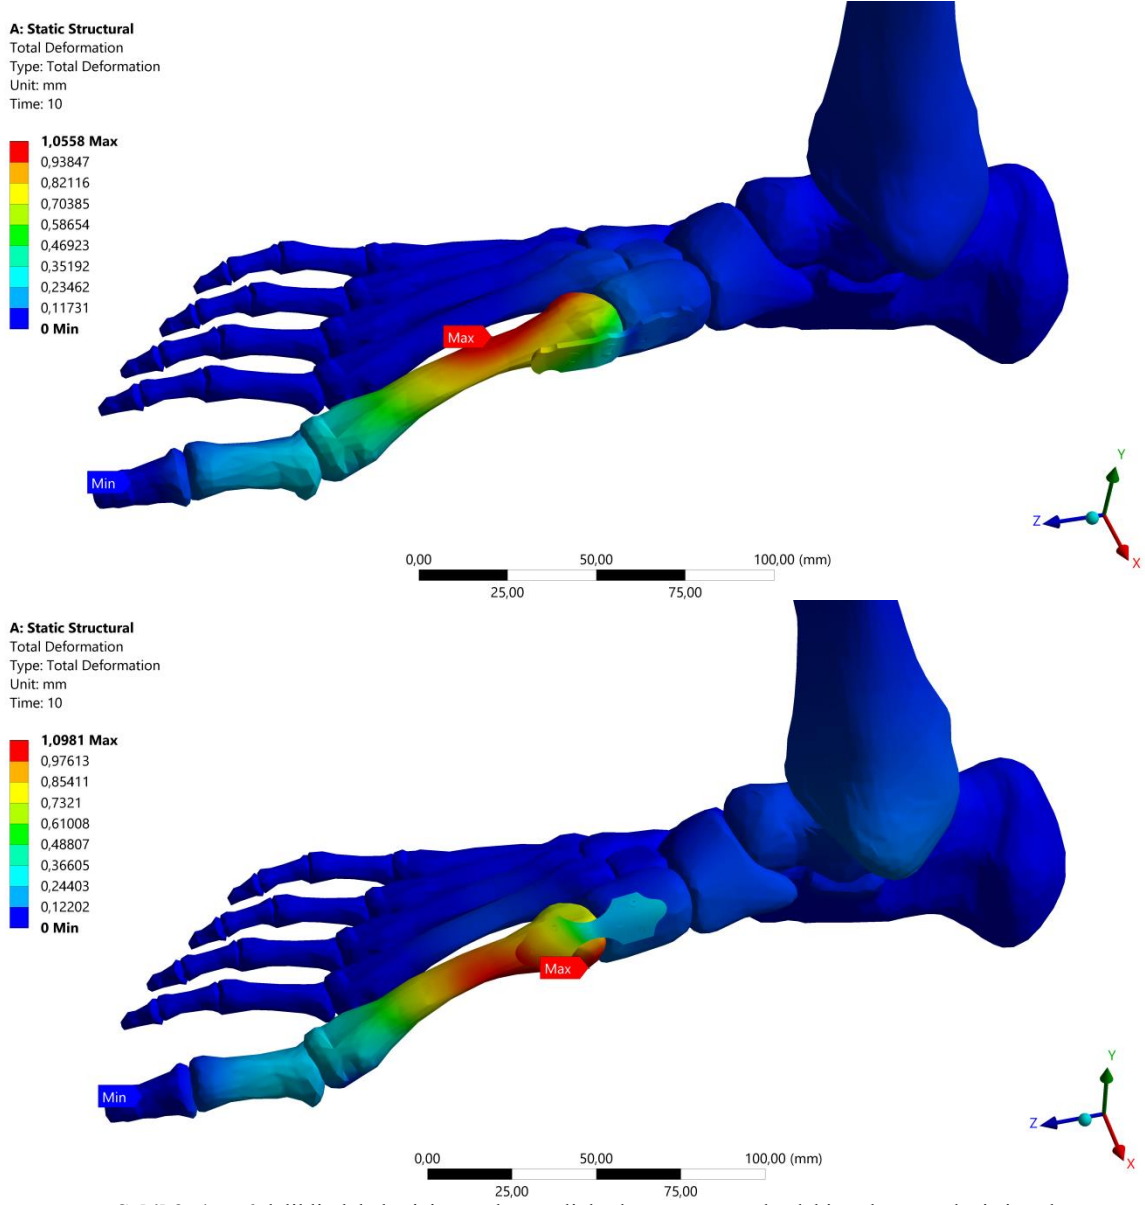 A: Static Structural
Total Deformation
Type: Total Deformation
Unit: mm
Time: 10
1,0558 Max
0,93847
0,82116
0,70385
0,58654
0,46923
0,35192
0,23462
0,11731
0 Min
Max
Min
Y
Z
X
0,00 50,00 100,00 (mm)
25,00 75,00
A: Static Structural
Total Deformation
Type: Total Deformation
Unit: mm
Time: 10
1,0981 Max
0,97613
0,85411
0,7321
0,61008
0,48807
0,36605
0,24403
0,12202
0 Min
Max
Min
Y
Z
X
0,00 50,00 100,00 (mm)
25,00 75,00